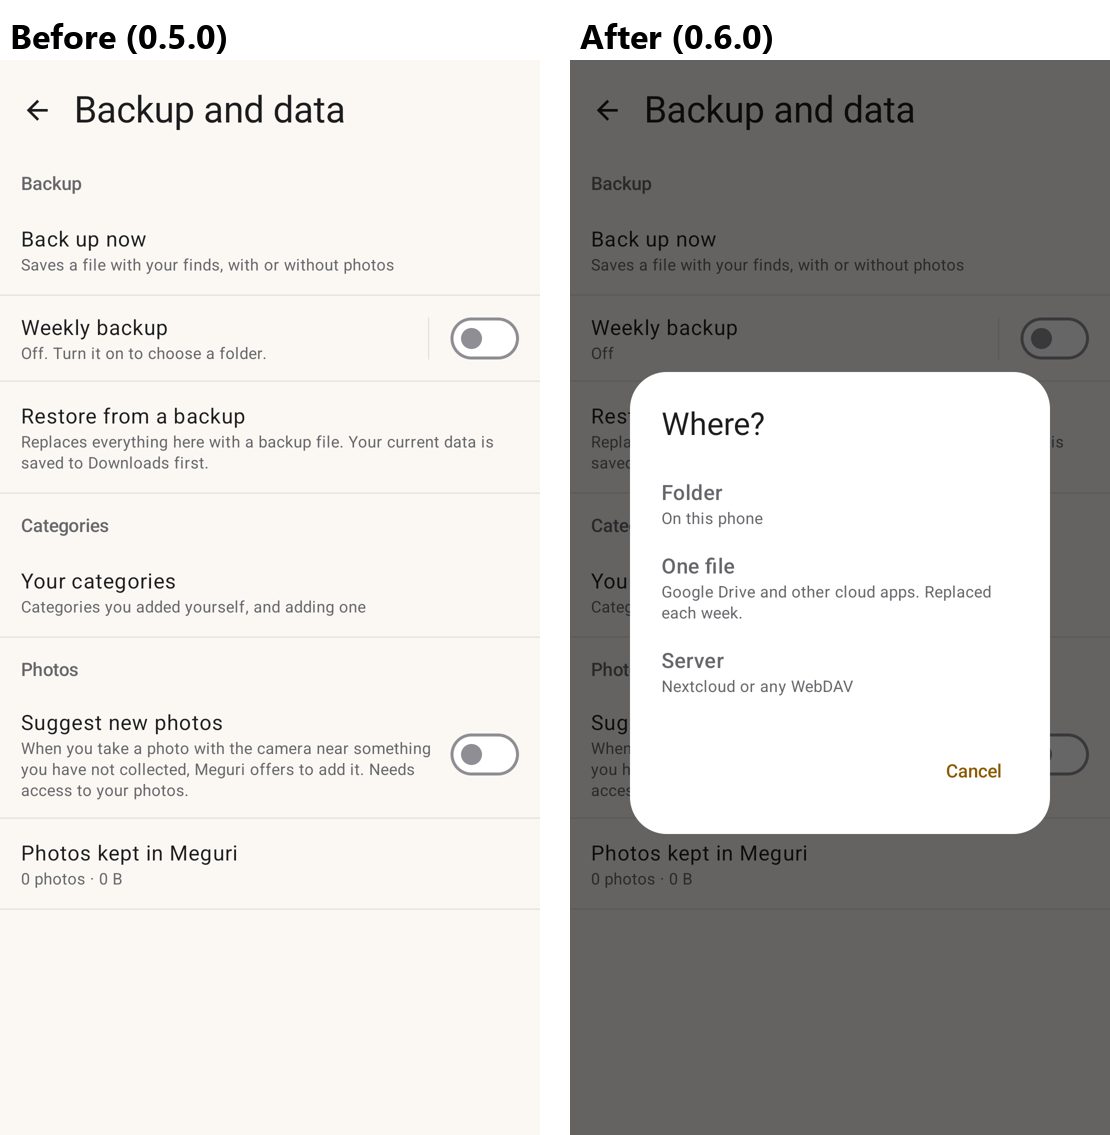 Before (0.5.0)
Backup and data
Backup
Back up now
Saves a file with your finds, with or without photos
Weekly backup
Off. Turn it on to choose a folder.
Restore from a backup
Replaces everything here with a backup file. Your current data is
saved to Downloads first.
Categories
Your categories
Categories you added yourself, and adding one
Photos
Suggest new photos
When you take a photo with the camera near something
you have not collected, Meguri offers to add it. Needs
access to your photos.
Photos kept in Meguri
0 photos · 0 B
After (0.6.0)
Backup and data
Backup
Back up now
Saves a file with your finds, with or without photos
Weekly backup
Off
Where?
Folder
On this phone
One file
Google Drive and other cloud apps. Replaced
each week.
Server
Nextcloud or any WebDAV
Cancel
Photos kept in Meguri
0 photos · 0 B